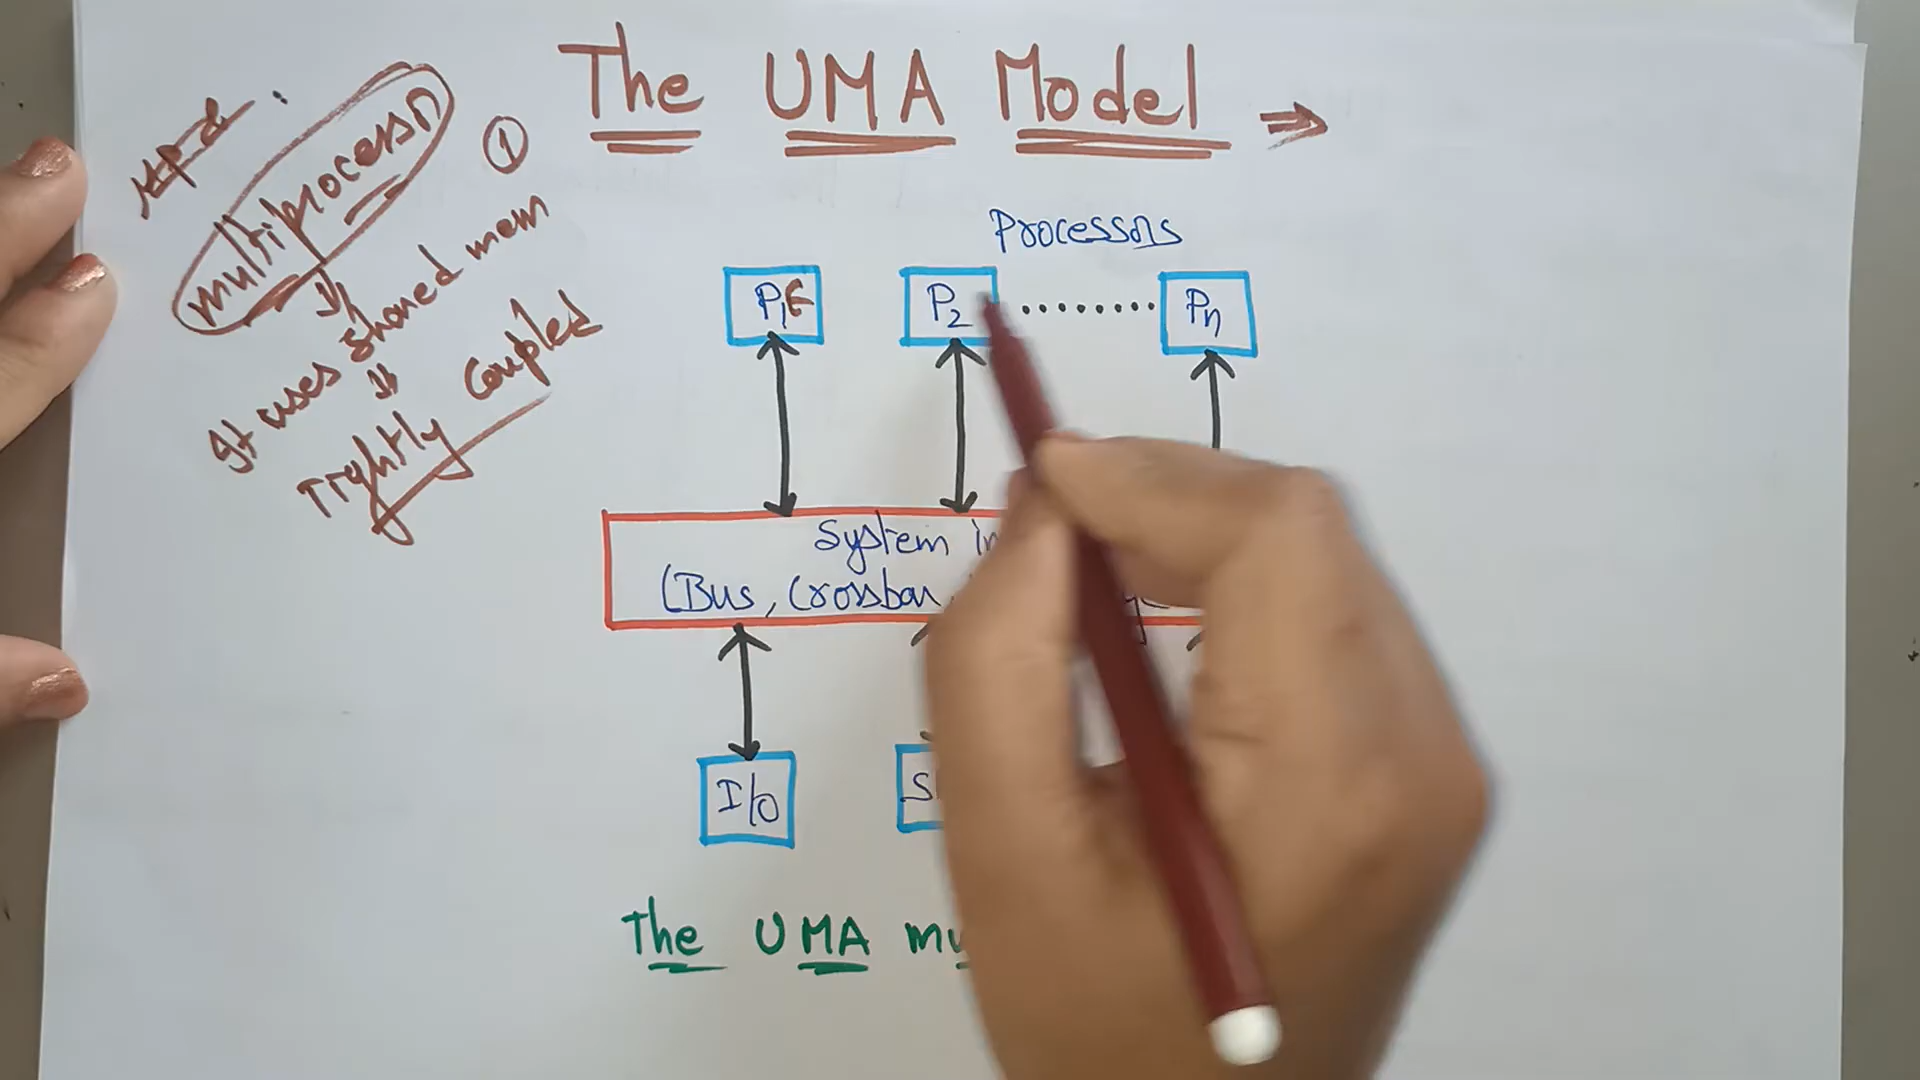 The UMA Model ⇒
multiprocessor
①
It uses shared mem
Tightly Coupled
Processors
P1
P2 ........ Pn
System in
(Bus, Crossbar,
I/O
The UMA mu